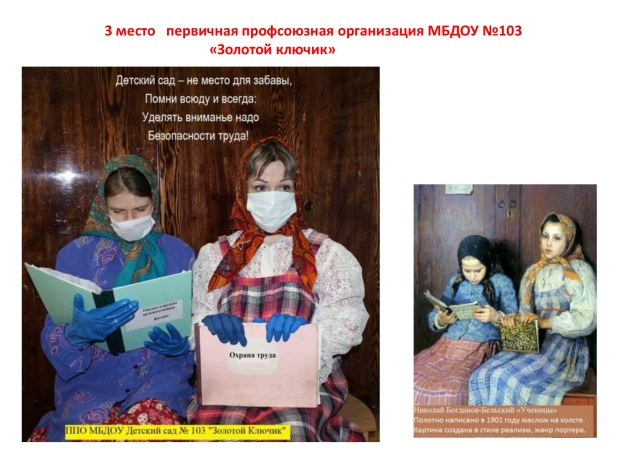 3 место первичная профсоюзная организация МБДОУ №103
«Золотой ключик»
Детский сад – не место для забавы,
Помни всюду и всегда:
Уделять вниманье надо
Безопасности труда!
Охрана труда
ППО МБДОУ Детский сад № 103 "Золотой Ключик"
Николай Богданов-Бельский «Ученицы»
Полотно написано в 1901 году маслом на холсте.
Картина создана в стиле реализм, жанр портере.